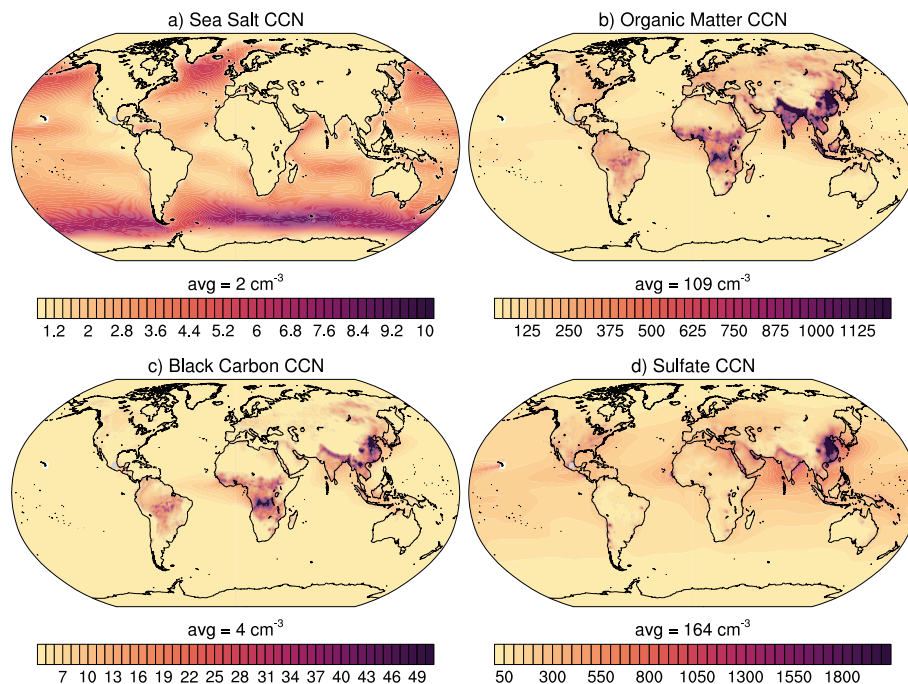 a) Sea Salt CCN
avg = 2 cm⁻³
1.2 2 2.8 3.6 4.4 5.2 6 6.8 7.6 8.4 9.2 10
b) Organic Matter CCN
avg = 109 cm⁻³
125 250 375 500 625 750 875 1000 1125
c) Black Carbon CCN
avg = 4 cm⁻³
7 10 13 16 19 22 25 28 31 34 37 40 43 46 49
d) Sulfate CCN
avg = 164 cm⁻³
50 300 550 800 1050 1300 1550 1800